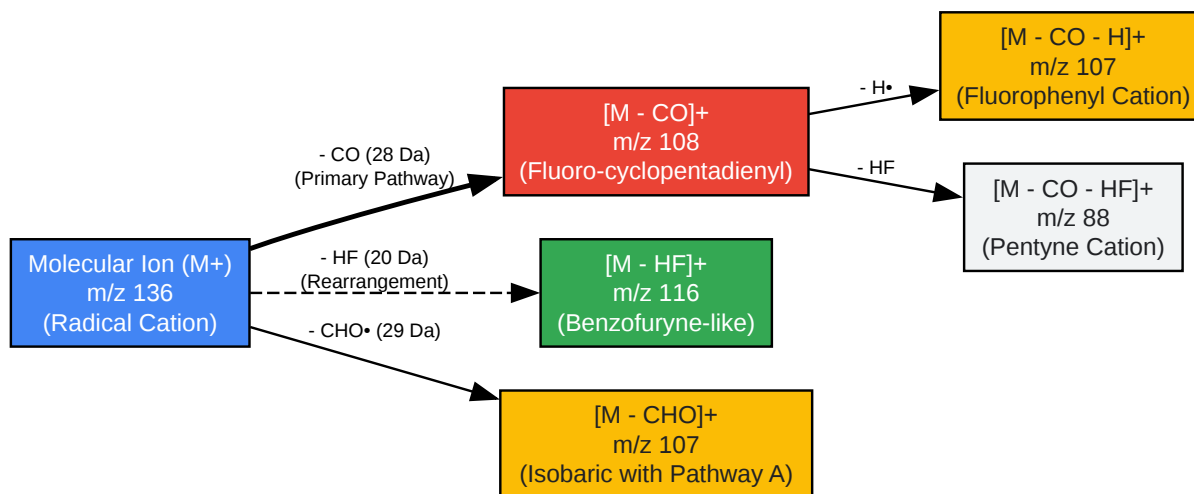 Molecular Ion (M+)
m/z 136
(Radical Cation)
- CO (28 Da)
(Primary Pathway)
- HF (20 Da)
(Rearrangement)
- CHO• (29 Da)
[M - CO]+
m/z 108
(Fluoro-cyclopentadienyl)
[M - HF]+
m/z 116
(Benzofuryne-like)
[M - CHO]+
m/z 107
(Isobaric with Pathway A)
- H•
- HF
[M - CO - H]+
m/z 107
(Fluorophenyl Cation)
[M - CO - HF]+
m/z 88
(Pentyne Cation)